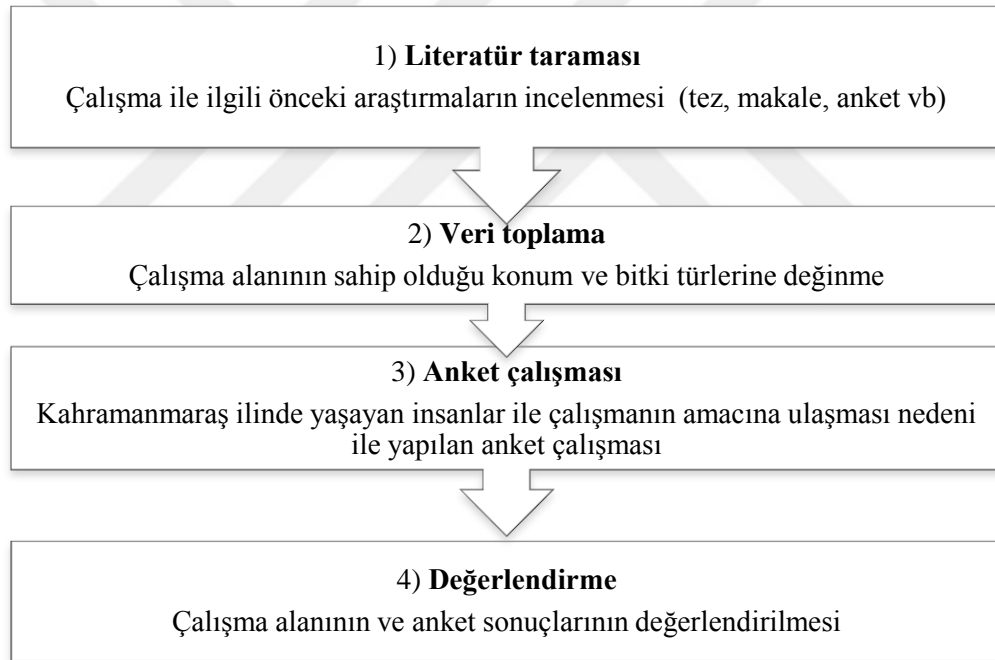 1) Literatür taraması
Çalışma ile ilgili önceki araştırmaların incelenmesi (tez, makale, anket vb)
2) Veri toplama
Çalışma alanının sahip olduğu konum ve bitki türlerine değinme
3) Anket çalışması
Kahramanmaraş ilinde yaşayan insanlar ile çalışmanın amacına ulaşması nedeni
ile yapılan anket çalışması
4) Değerlendirme
Çalışma alanının ve anket sonuçlarının değerlendirilmesi